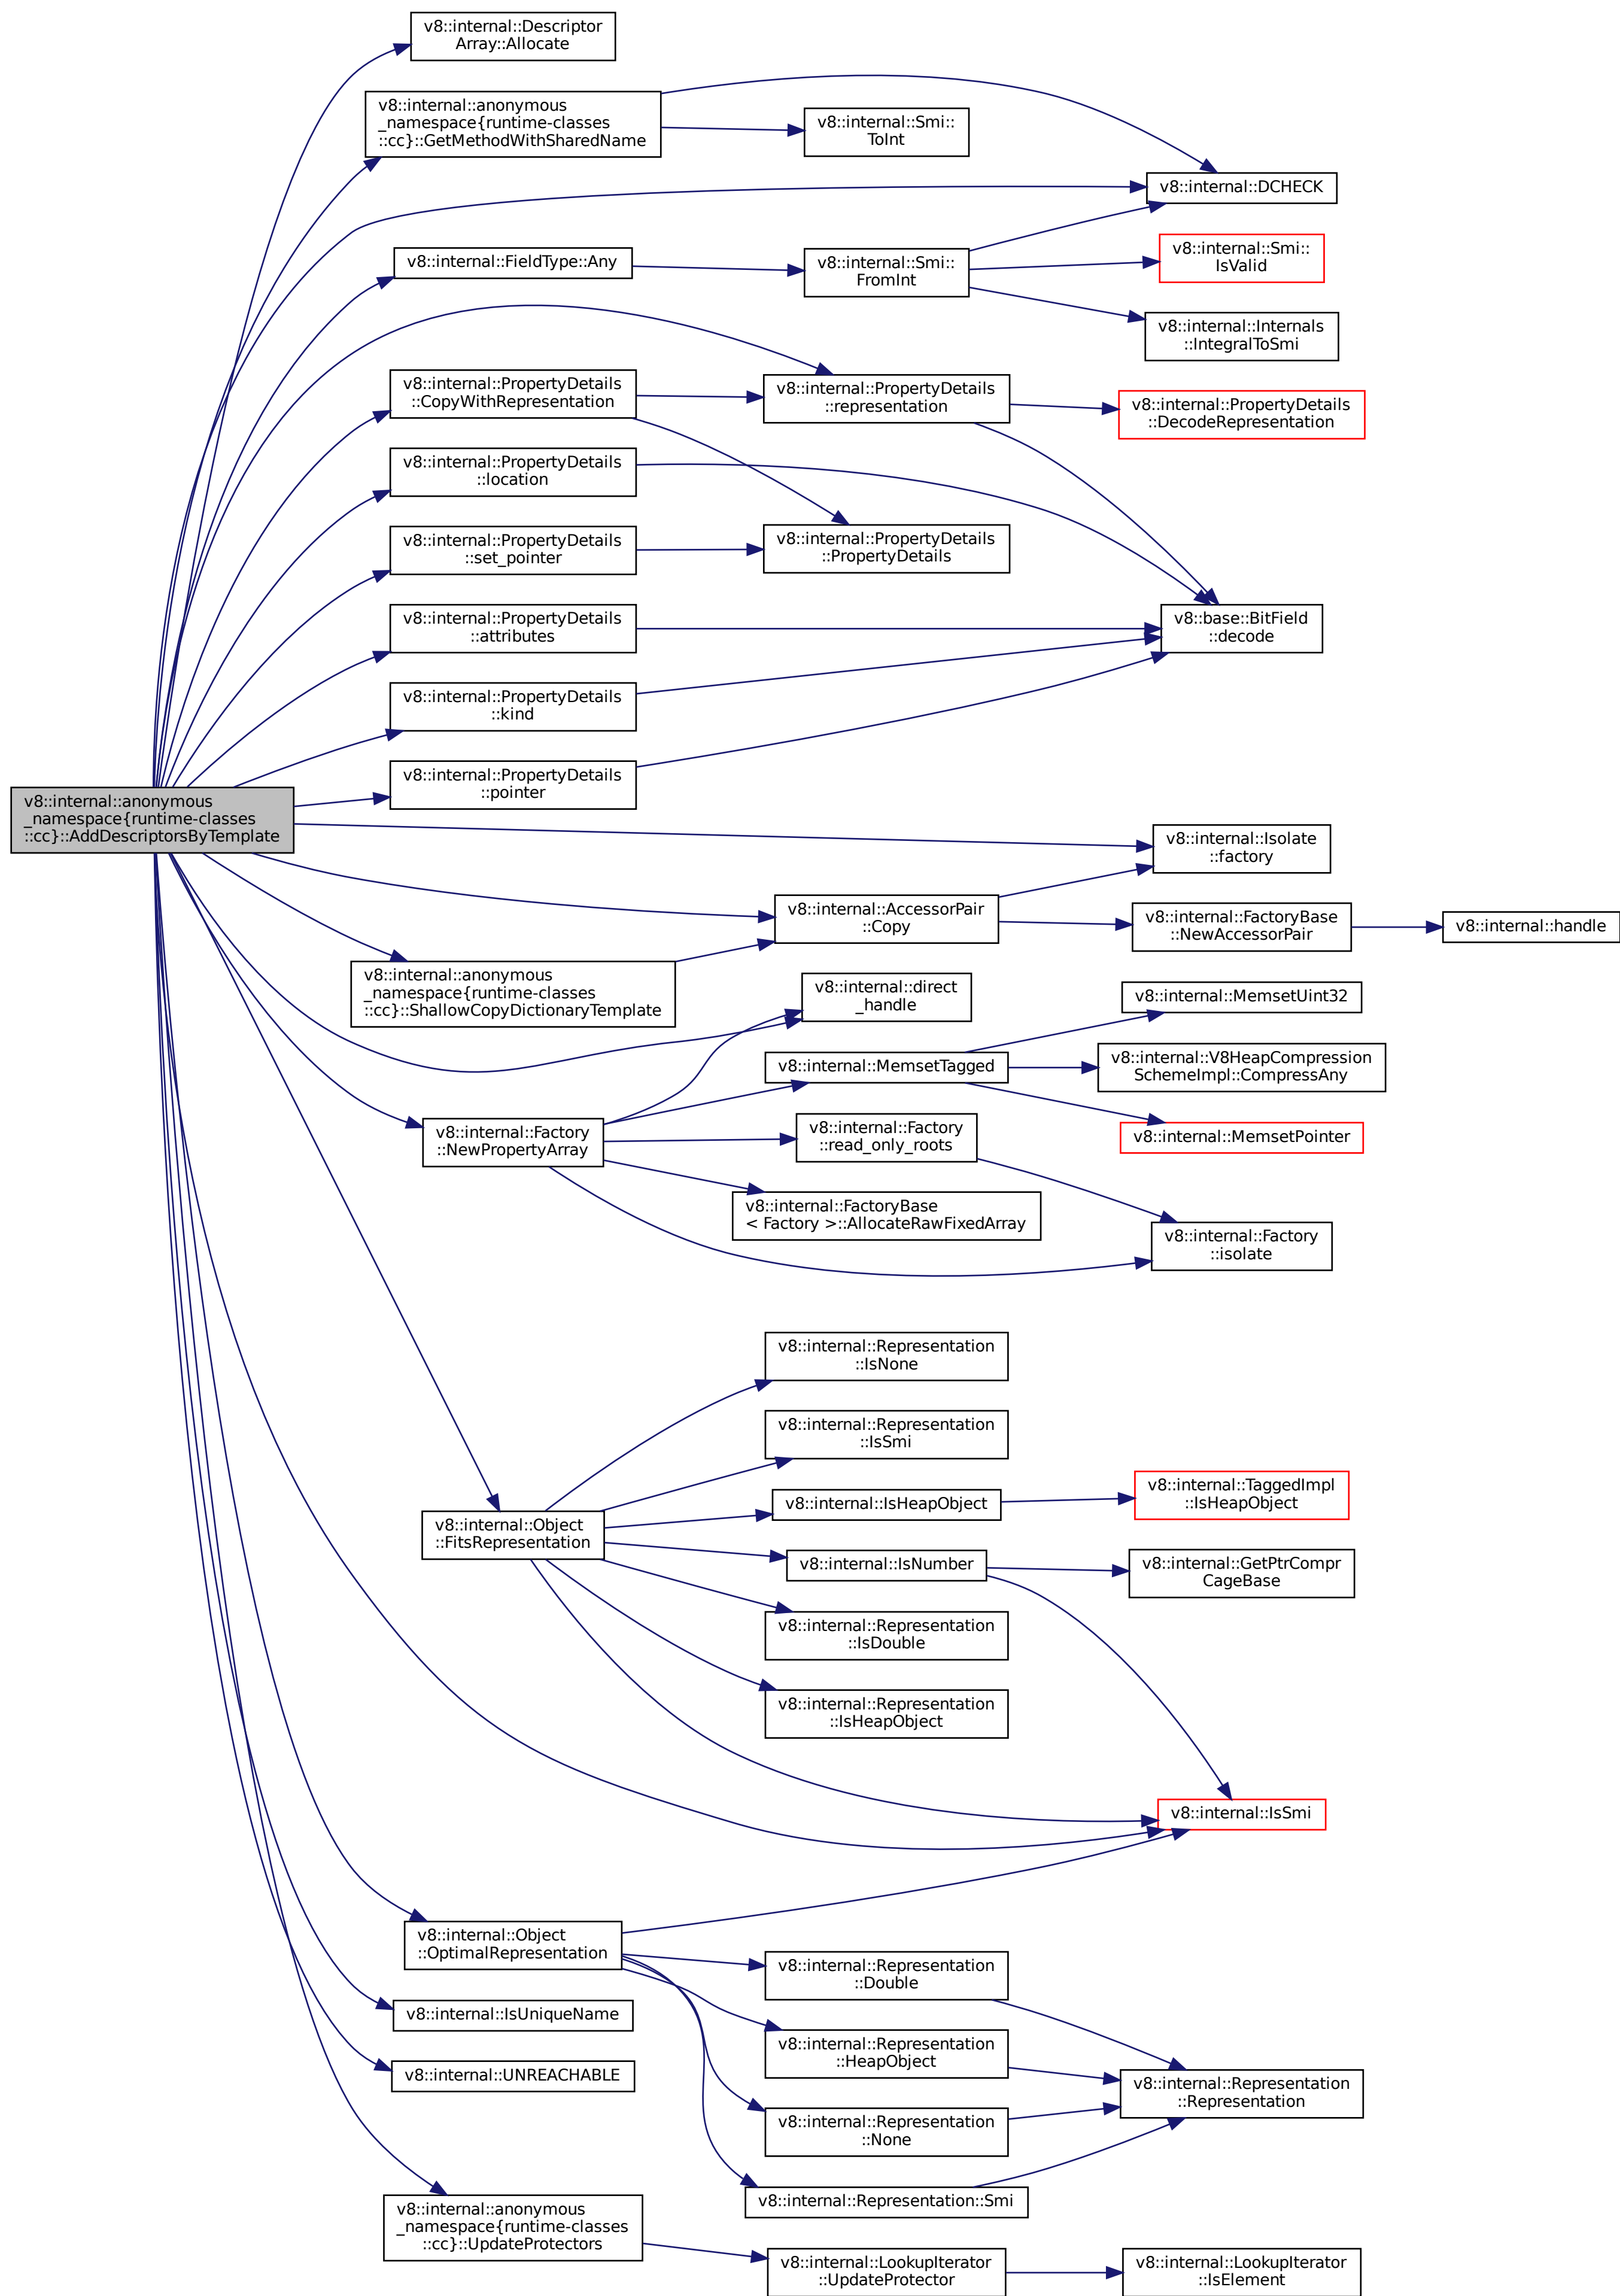 v8::internal::Descriptor
Array::Allocate
v8::internal::anonymous
_namespace{runtime-classes
::cc}::GetMethodWithSharedName
v8::internal::Smi::
ToInt
v8::internal::DCHECK
v8::internal::FieldType::Any
v8::internal::Smi::
FromInt
v8::internal::Smi::
IsValid
v8::internal::Internals
::IntegralToSmi
v8::internal::PropertyDetails
::CopyWithRepresentation
v8::internal::PropertyDetails
::representation
v8::internal::PropertyDetails
::DecodeRepresentation
v8::internal::PropertyDetails
::location
v8::internal::PropertyDetails
::set_pointer
v8::internal::PropertyDetails
::PropertyDetails
v8::internal::PropertyDetails
::attributes
v8::base::BitField
::decode
v8::internal::PropertyDetails
::kind
v8::internal::PropertyDetails
::pointer
v8::internal::anonymous
_namespace{runtime-classes
::cc}::AddDescriptorsByTemplate
v8::internal::Isolate
::factory
v8::internal::AccessorPair
::Copy
v8::internal::FactoryBase
::NewAccessorPair
v8::internal::handle
v8::internal::anonymous
_namespace{runtime-classes
::cc}::ShallowCopyDictionaryTemplate
v8::internal::direct
_handle
v8::internal::MemsetUint32
v8::internal::MemsetTagged
v8::internal::V8HeapCompression
SchemeImpl::CompressAny
v8::internal::MemsetPointer
v8::internal::Factory
::NewPropertyArray
v8::internal::Factory
::read_only_roots
v8::internal::FactoryBase
< Factory >::AllocateRawFixedArray
v8::internal::Factory
::isolate
v8::internal::Representation
::IsNone
v8::internal::Representation
::IsSmi
v8::internal::IsHeapObject
v8::internal::TaggedImpl
::IsHeapObject
v8::internal::Object
::FitsRepresentation
v8::internal::IsNumber
v8::internal::GetPtrCompr
CageBase
v8::internal::Representation
::IsDouble
v8::internal::Representation
::IsHeapObject
v8::internal::IsSmi
v8::internal::Object
::OptimalRepresentation
v8::internal::Representation
::Double
v8::internal::IsUniqueName
v8::internal::Representation
::HeapObject
v8::internal::UNREACHABLE
v8::internal::Representation
::Representation
v8::internal::Representation
::None
v8::internal::Representation::Smi
v8::internal::anonymous
_namespace{runtime-classes
::cc}::UpdateProtectors
v8::internal::LookupIterator
::UpdateProtector
v8::internal::LookupIterator
::IsElement